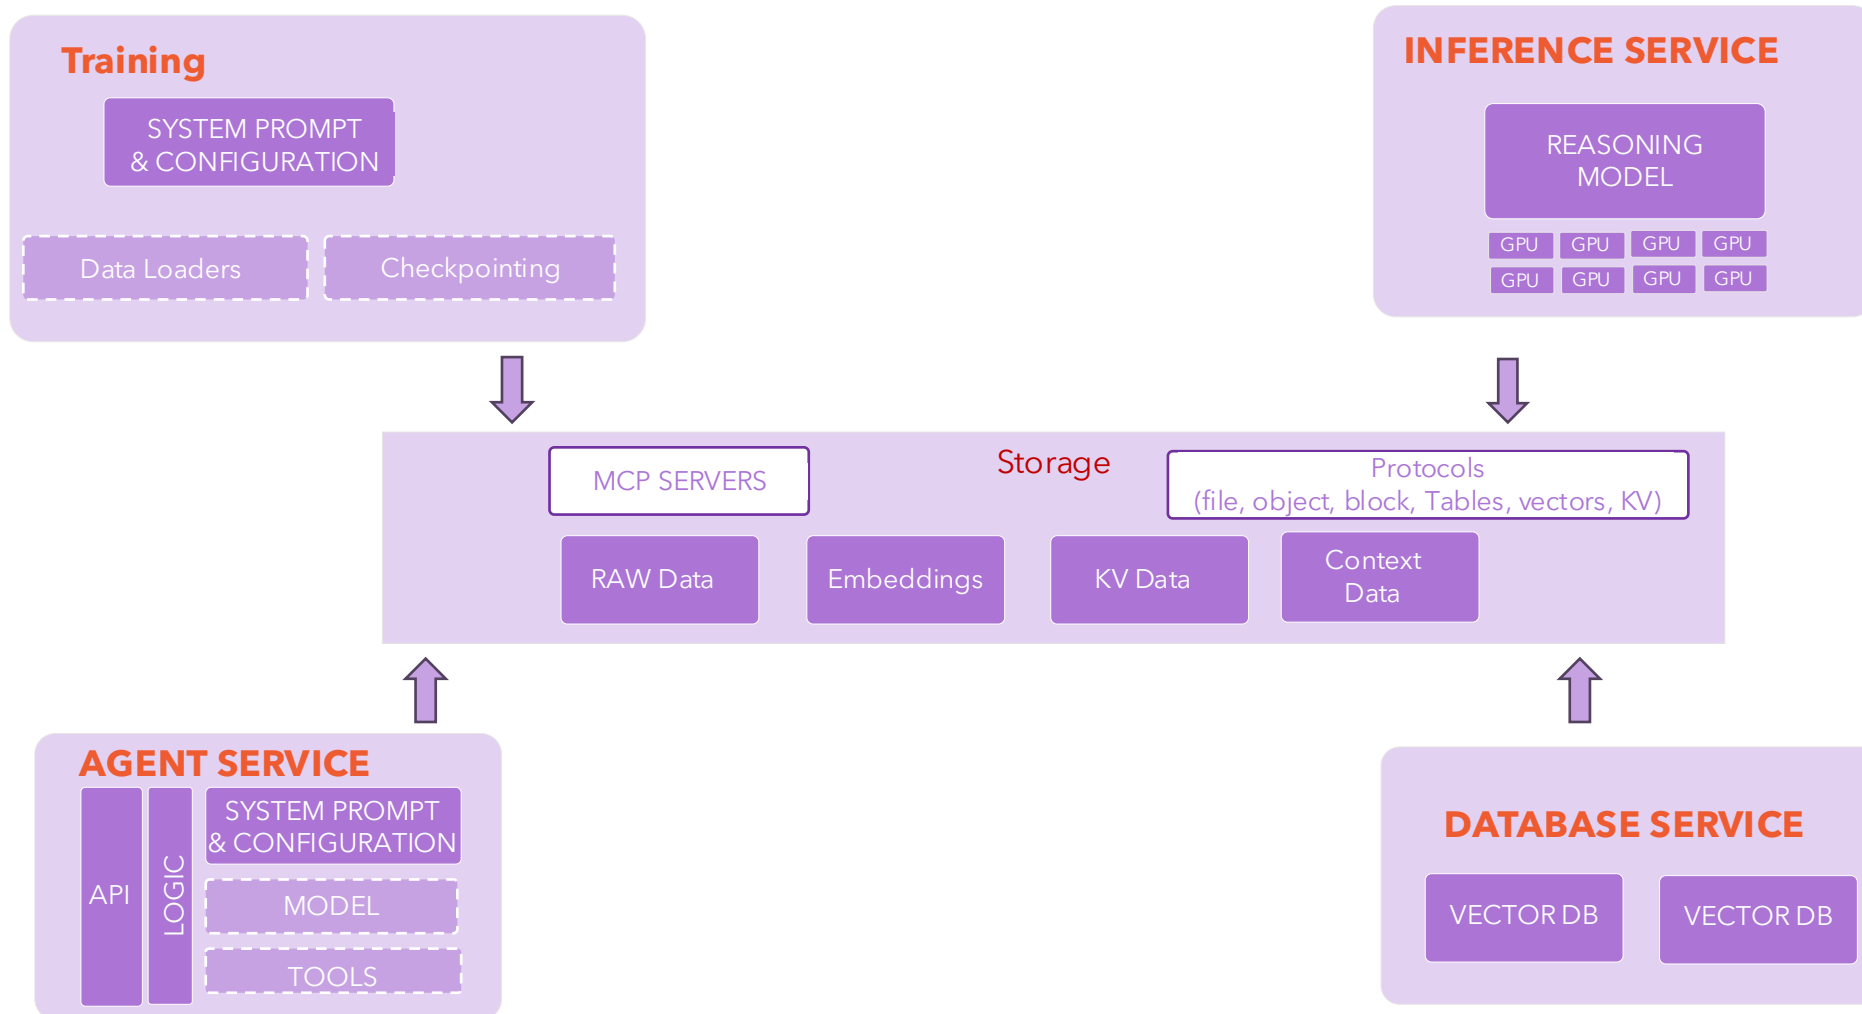 Training
SYSTEM PROMPT
& CONFIGURATION
Data Loaders
Checkpointing
INFERENCE SERVICE
REASONING
MODEL
GPU GPU GPU GPU
GPU GPU GPU GPU
Storage
MCP SERVERS
Protocols
(file, object, block, Tables, vectors, KV)
RAW Data
Embeddings
KV Data
Context
Data
AGENT SERVICE
API
LOGIC
SYSTEM PROMPT
& CONFIGURATION
MODEL
TOOLS
DATABASE SERVICE
VECTOR DB
VECTOR DB